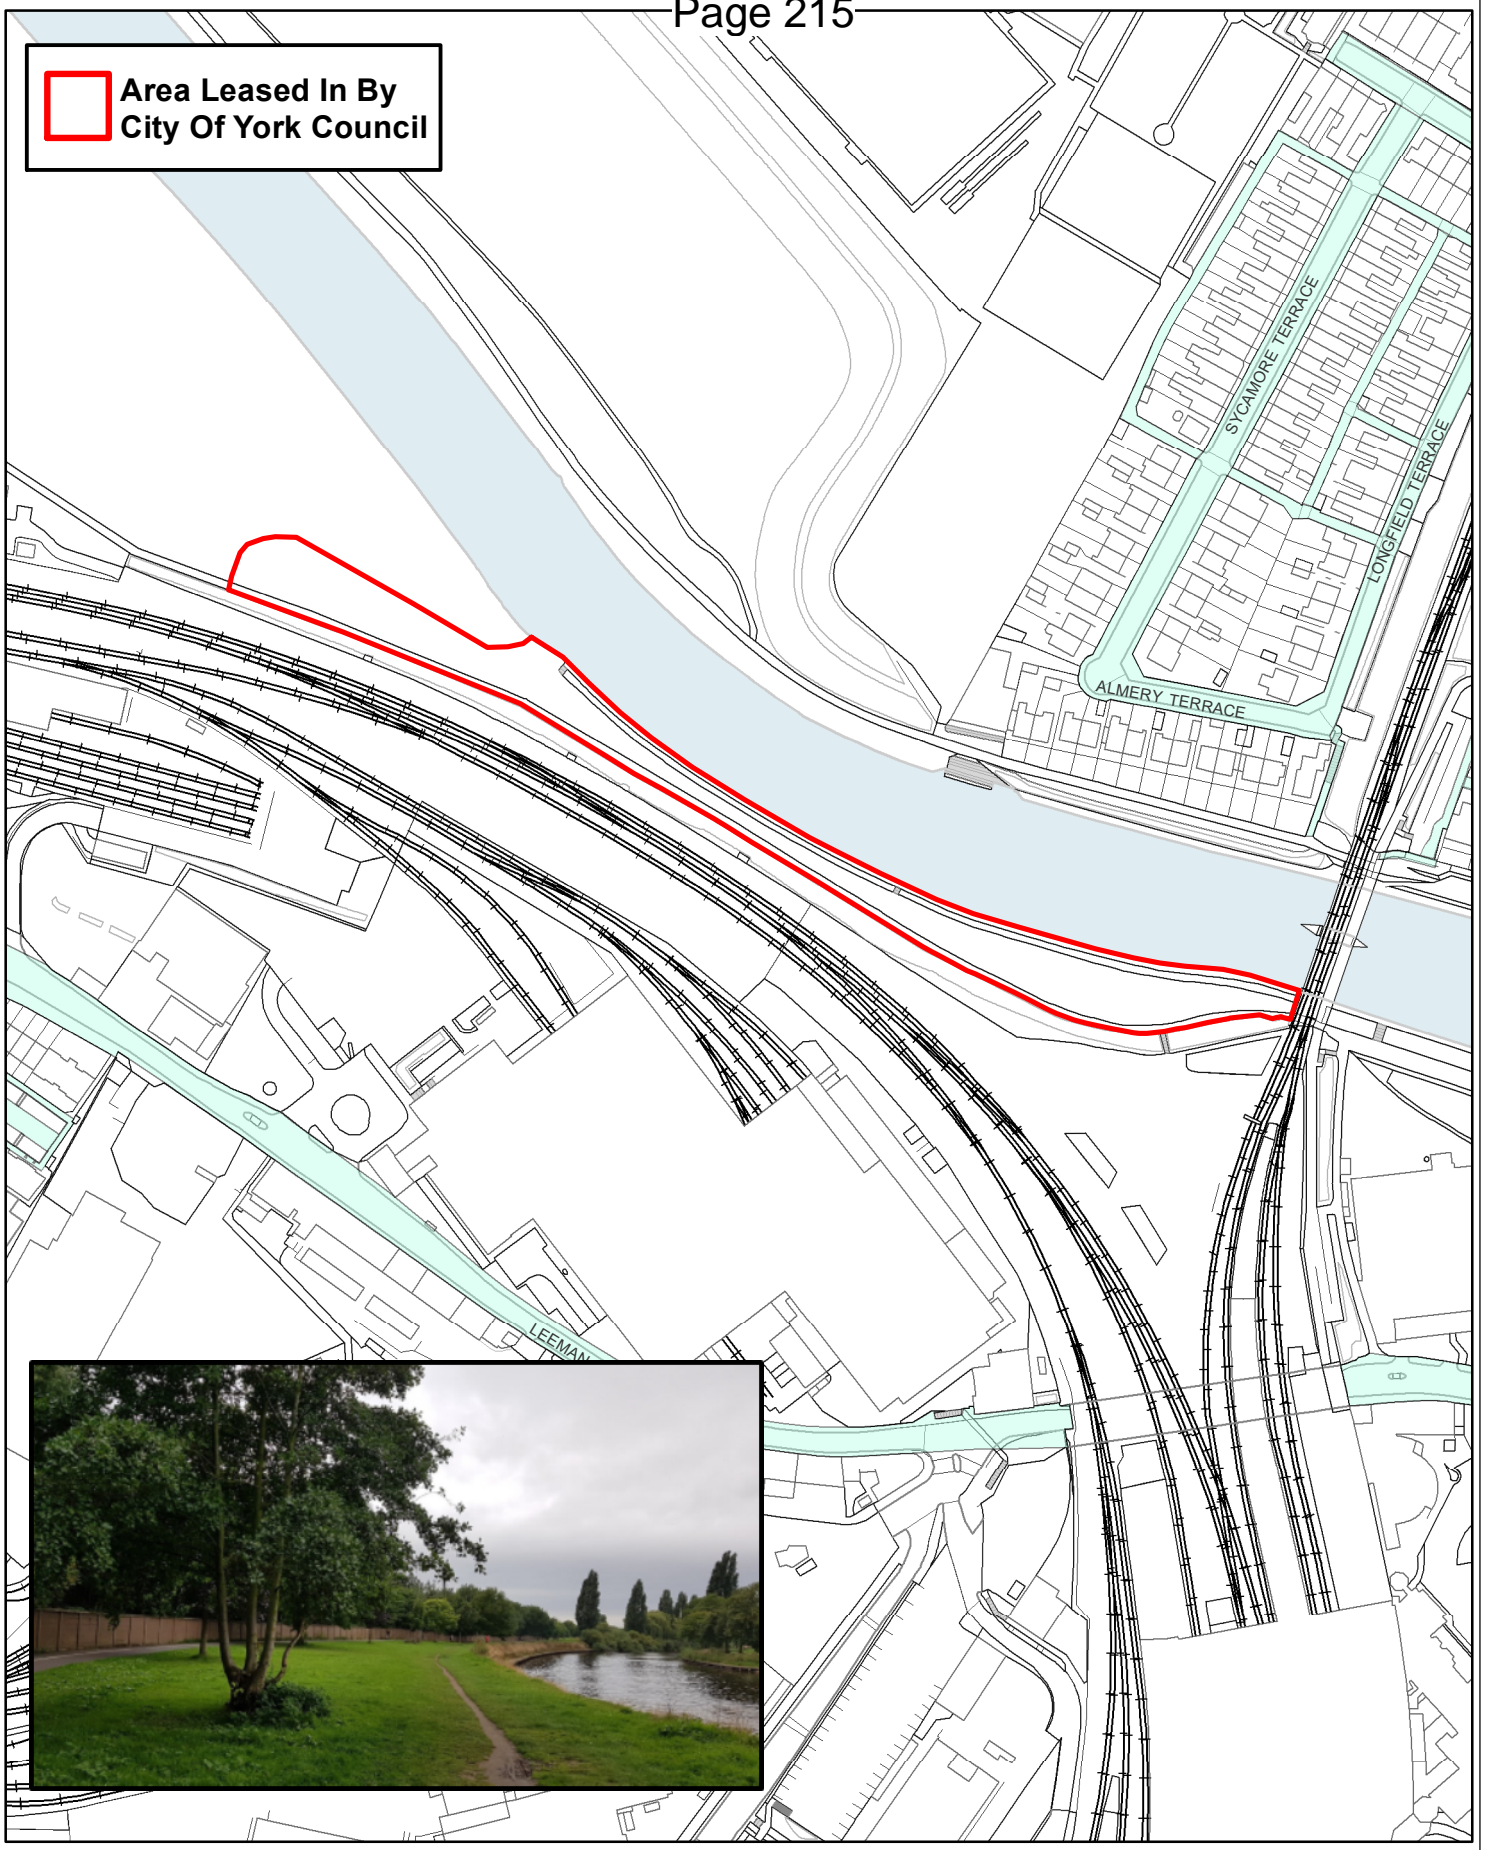 Page 215
Area Leased In By
City Of York Council
SYCAMORE TERRACE
LONGFIELD TERRACE
ALMERY TERRACE
LEEMAN